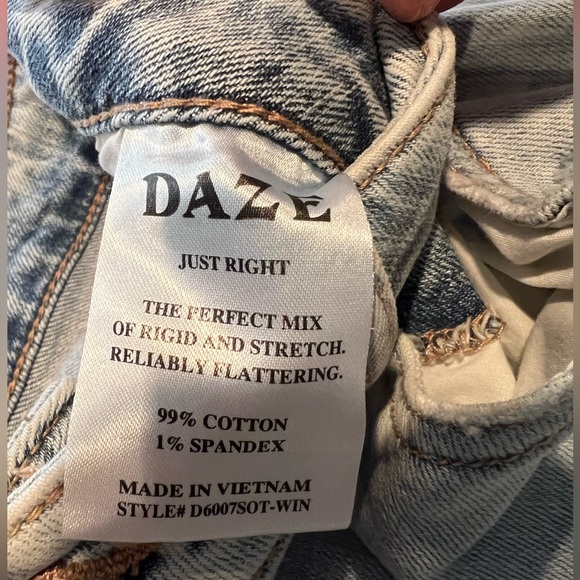 DAZE
JUST RIGHT
THE PERFECT MIX
OF RIGID AND STRETCH.
RELIABLY FLATTERING.
99% COTTON
1% SPANDEX
MADE IN VIETNAM
STYLE# D6007SOT-WIN